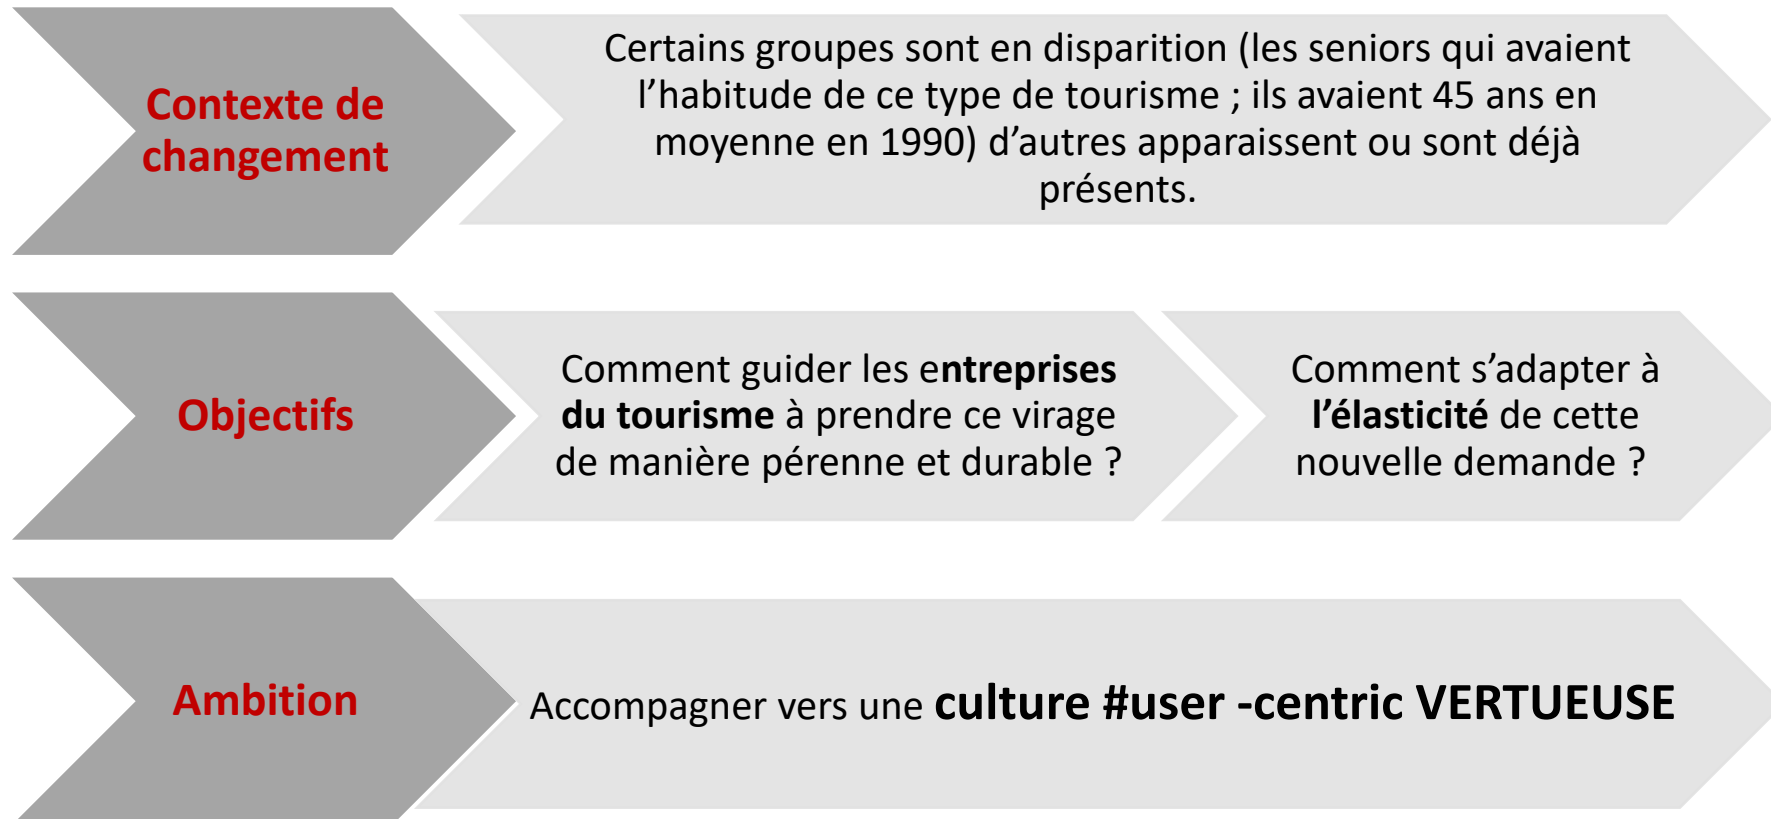 Contexte de
changement
Certains groupes sont en disparition (les seniors qui avaient
l’habitude de ce type de tourisme ; ils avaient 45 ans en
moyenne en 1990) d’autres apparaissent ou sont déjà
présents.
Objectifs
Comment guider les entreprises
du tourisme à prendre ce virage
de manière pérenne et durable ?
Comment s’adapter à
l’élasticité de cette
nouvelle demande ?
Ambition
Accompagner vers une culture #user -centric VERTUEUSE